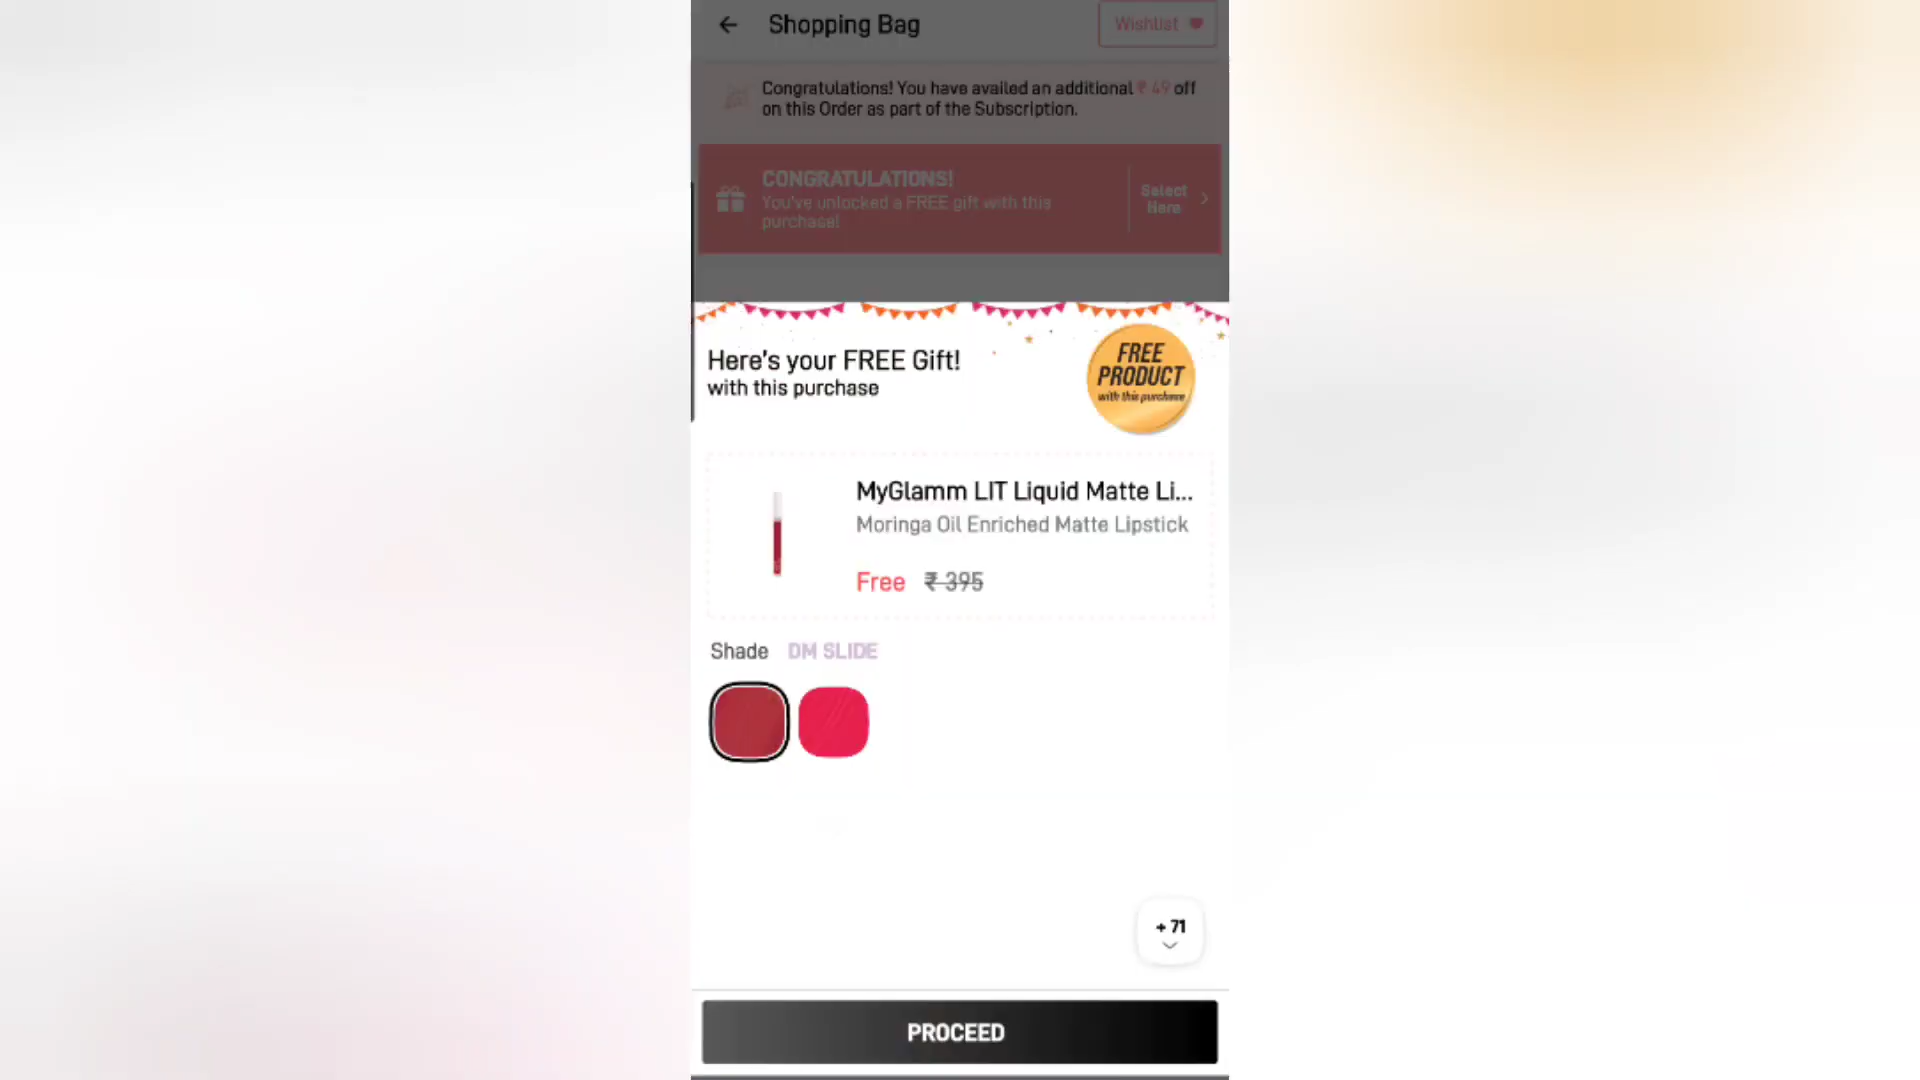 Shopping Bag
Wishlist
Congratulations! You have availed an additional ₹ 49 off
on this Order as part of the Subscription.
CONGRATULATIONS!
You've unlocked a FREE gift with this
purchase!
Select
Here
Here's your FREE Gift!
with this purchase
FREE
PRODUCT
with this purchase
MyGlamm LIT Liquid Matte Li...
Moringa Oil Enriched Matte Lipstick
Free ₹ 395
Shade DM SLIDE
+ 71
PROCEED